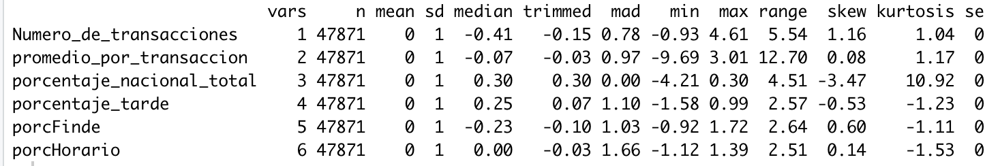 vars n mean sd median trimmed mad min max range skew kurtosis se
Numero_de_transacciones 1 47871 0 1 -0.41 -0.15 0.78 -0.93 4.61 5.54 1.16 1.04 0
promedio_por_transaccion 2 47871 0 1 -0.07 -0.03 0.97 -9.69 3.01 12.70 0.08 1.17 0
porcentaje_nacional_total 3 47871 0 1 0.30 0.30 0.00 -4.21 0.30 4.51 -3.47 10.92 0
porcentaje_tarde 4 47871 0 1 0.25 0.07 1.10 -1.58 0.99 2.57 -0.53 -1.23 0
porcFinde 5 47871 0 1 -0.23 -0.10 1.03 -0.92 1.72 2.64 0.60 -1.11 0
porcHorario 6 47871 0 1 0.00 -0.03 1.66 -1.12 1.39 2.51 0.14 -1.53 0